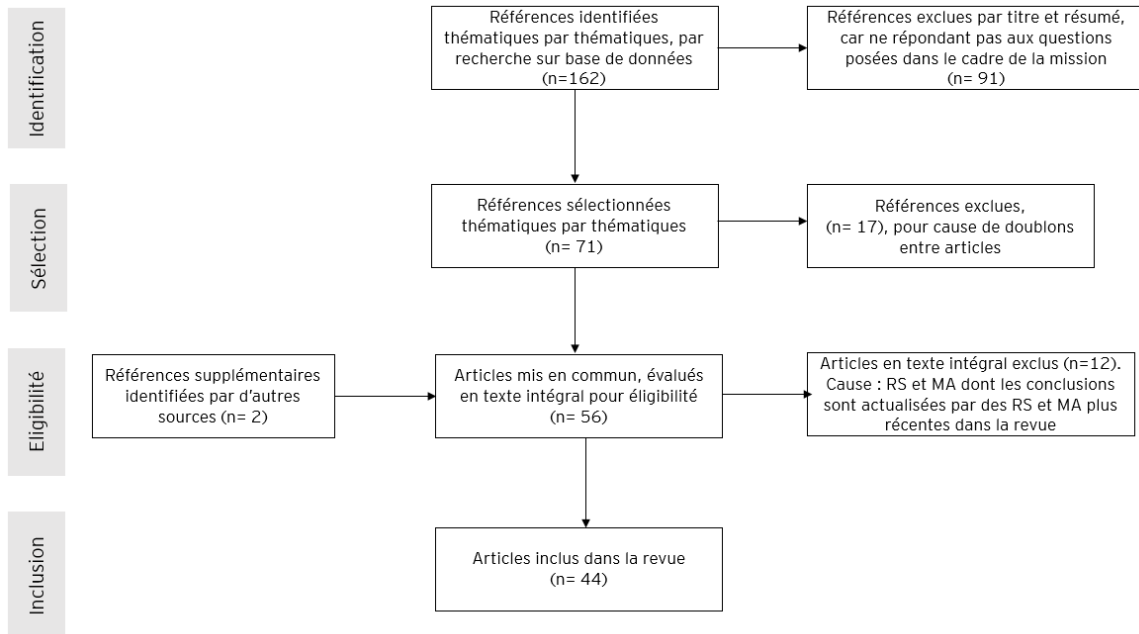 Identification
Références identifiées
thématiques par thématiques, par
recherche sur base de données
(n=162)
Références exclues par titre et résumé,
car ne répondant pas aux questions
posées dans le cadre de la mission
(n= 91)
Sélection
Références sélectionnées
thématiques par thématiques
(n= 71)
Références exclues,
(n= 17), pour cause de doublons
entre articles
Eligibilité
Références supplémentaires
identifiées par d'autres
sources (n= 2)
Articles mis en commun, évalués
en texte intégral pour éligibilité
(n= 56)
Articles en texte intégral exclus (n=12).
Cause : RS et MA dont les conclusions
sont actualisées par des RS et MA plus
récentes dans la revue
Inclusion
Articles inclus dans la revue
(n= 44)